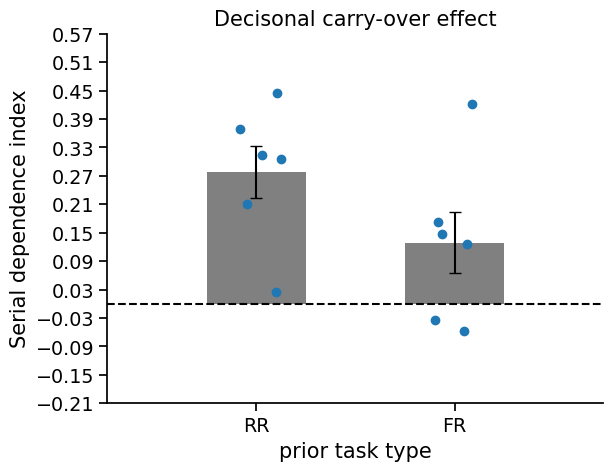 Decisonal carry-over effect
Serial dependence index
0.57
0.51
0.45
0.39
0.33
0.27
0.21
0.15
0.09
0.03
−0.03
−0.09
−0.15
−0.21
RR
FR
prior task type